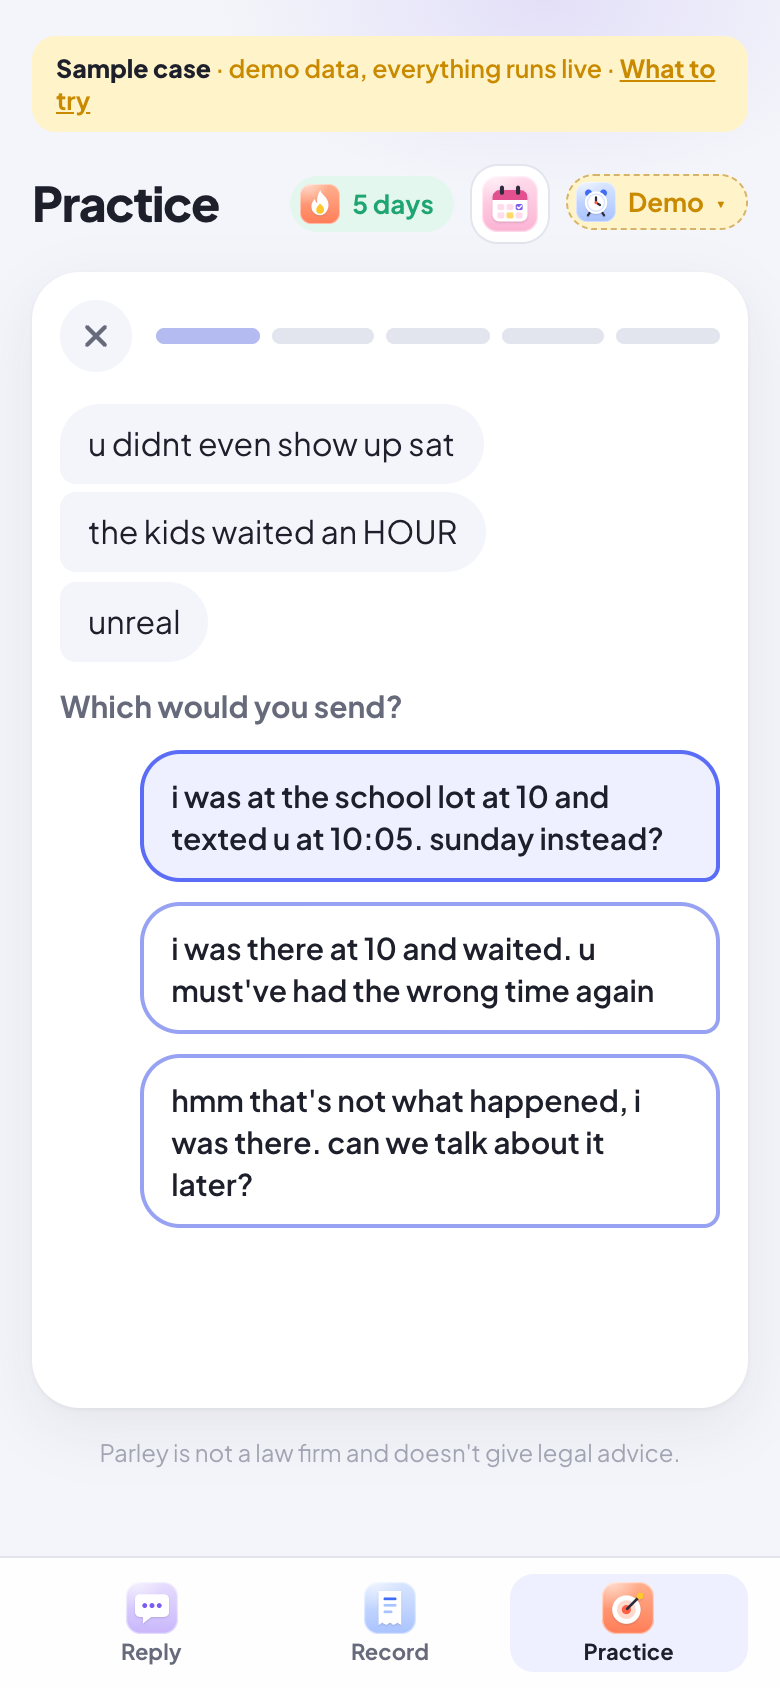 Sample case · demo data, everything runs live · What to
try
Practice
5 days
Demo ▾
u didnt even show up sat
the kids waited an HOUR
unreal
Which would you send?
i was at the school lot at 10 and
texted u at 10:05. sunday instead?
i was there at 10 and waited. u
must've had the wrong time again
hmm that's not what happened, i
was there. can we talk about it
later?
Parley is not a law firm and doesn't give legal advice.
Reply
Record
Practice